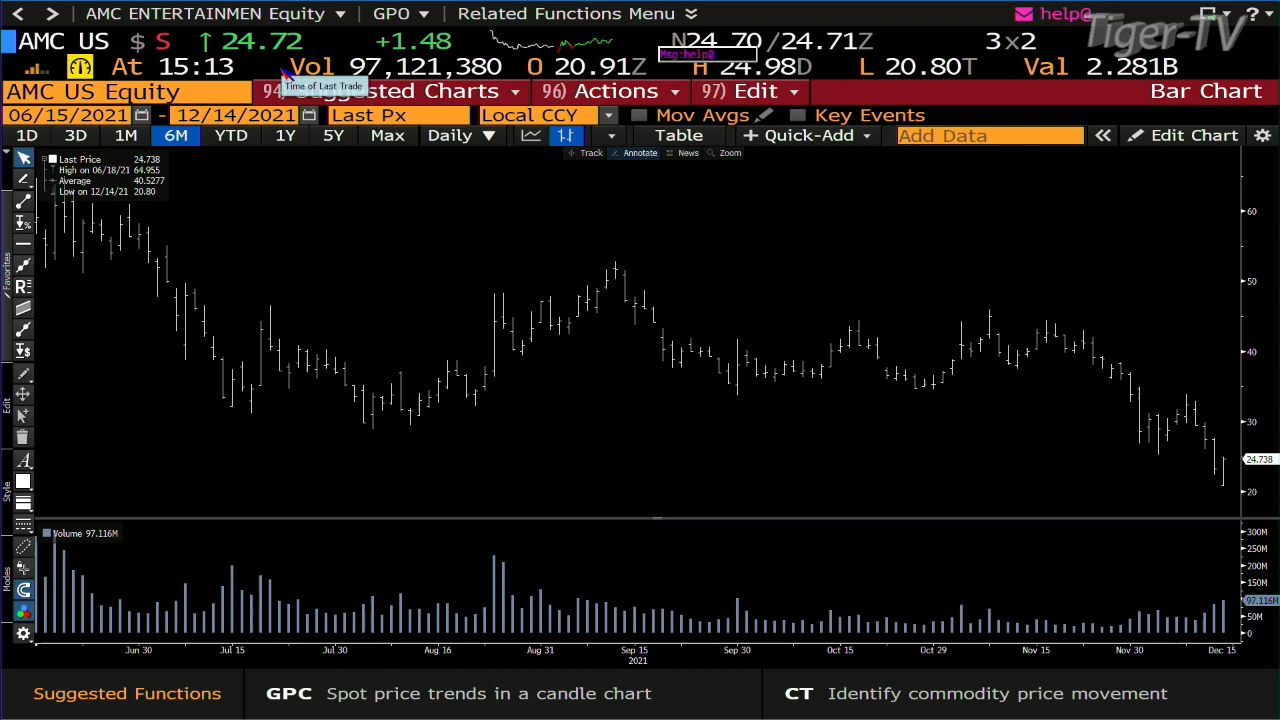 AMC ENTERTAINMEN Equity GPO Related Functions Menu help@
Tiger-TV
AMC US $ S ↑ 24.72 +1.48 N24.70/24.71Z 3×2
Msg:help@
At 15:13 Vol 97,121,380 O 20.91Z H 24.98D L 20.80T Val 2.281B
Time of Last Trade
AMC US Equity 94) Suggested Charts 96) Actions 97) Edit Bar Chart
06/15/2021 - 12/14/2021 Last Px Local CCY Mov Avgs Key Events
1D 3D 1M 6M YTD 1Y 5Y Max Daily Table + Quick-Add Add Data Edit Chart
Track Annotate News Zoom
Last Price 24.738
High on 06/18/21 64.955
Average 40.5277
Low on 12/14/21 20.80
60
50
40
30
24.738
20
Favorites
Edit
Style
Modes
Volume 97.116M
300M
250M
200M
150M
97.116M
50M
0
Jun 30 Jul 15 Jul 30 Aug 16 Aug 31 Sep 15 Sep 30 Oct 15 Oct 29 Nov 15 Nov 30 Dec 15
2021
Suggested Functions GPC Spot price trends in a candle chart CT Identify commodity price movement